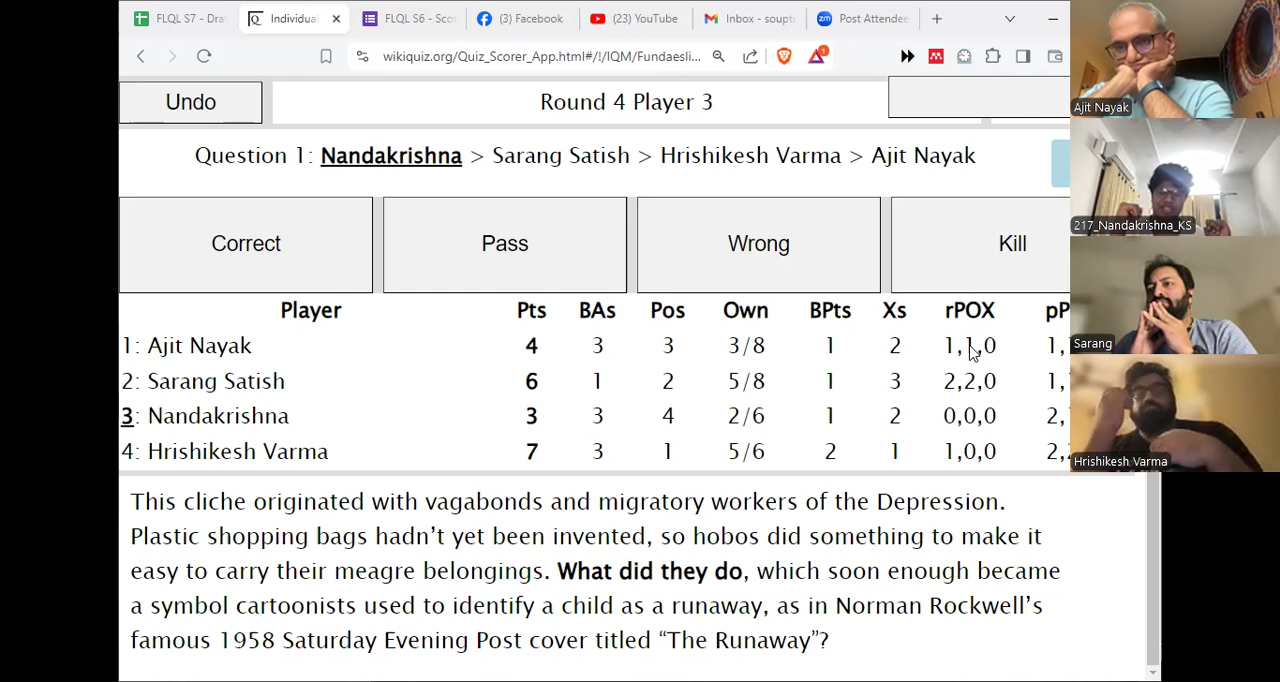 FLQL S7 - Dra
Individual
FLQL S6 - Sco
(3) Facebook
(23) YouTube
Inbox - soupti
Post Attendee
wikiquiz.org/Quiz_Scorer_App.html#/!/IQM/Fundaesli...
Undo
Round 4 Player 3
Question 1: Nandakrishna > Sarang Satish > Hrishikesh Varma > Ajit Nayak
Correct Pass Wrong Kill
Player Pts BAs Pos Own BPts Xs rPOX pP
1: Ajit Nayak 4 3 3 3/8 1 2 1,1,0 1,
2: Sarang Satish 6 1 2 5/8 1 3 2,2,0 1,
3: Nandakrishna 3 3 4 2/6 1 2 0,0,0 2,
4: Hrishikesh Varma 7 3 1 5/6 2 1 1,0,0 2,
This cliche originated with vagabonds and migratory workers of the Depression.
Plastic shopping bags hadn't yet been invented, so hobos did something to make it
easy to carry their meagre belongings. What did they do, which soon enough became
a symbol cartoonists used to identify a child as a runaway, as in Norman Rockwell's
famous 1958 Saturday Evening Post cover titled “The Runaway”?
Ajit Nayak
217_Nandakrishna_KS
Sarang
Hrishikesh Varma